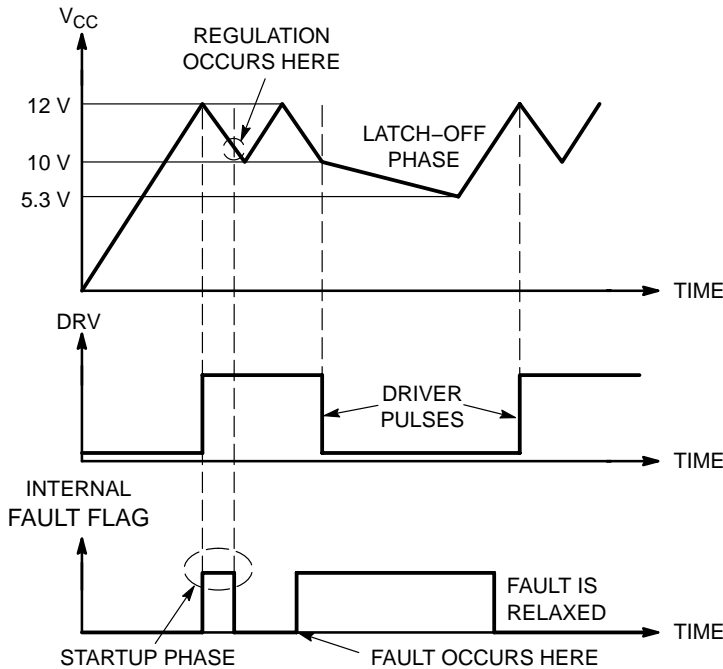 V_CC
REGULATION
OCCURS HERE
12 V
LATCH−OFF
PHASE
10 V
5.3 V
TIME
DRV
DRIVER
PULSES
TIME
INTERNAL
FAULT FLAG
FAULT IS
RELAXED
TIME
STARTUP PHASE
FAULT OCCURS HERE